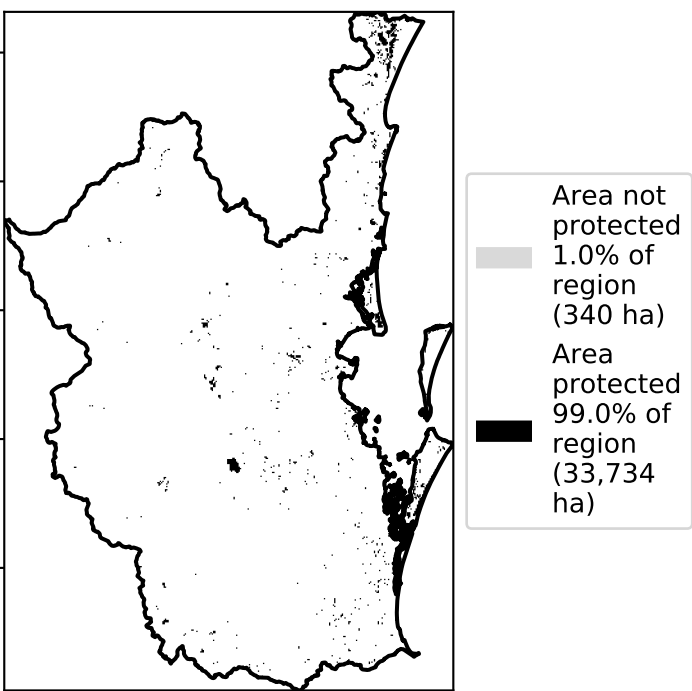 Area not
protected
1.0% of
region
(340 ha)
Area
protected
99.0% of
region
(33,734
ha)